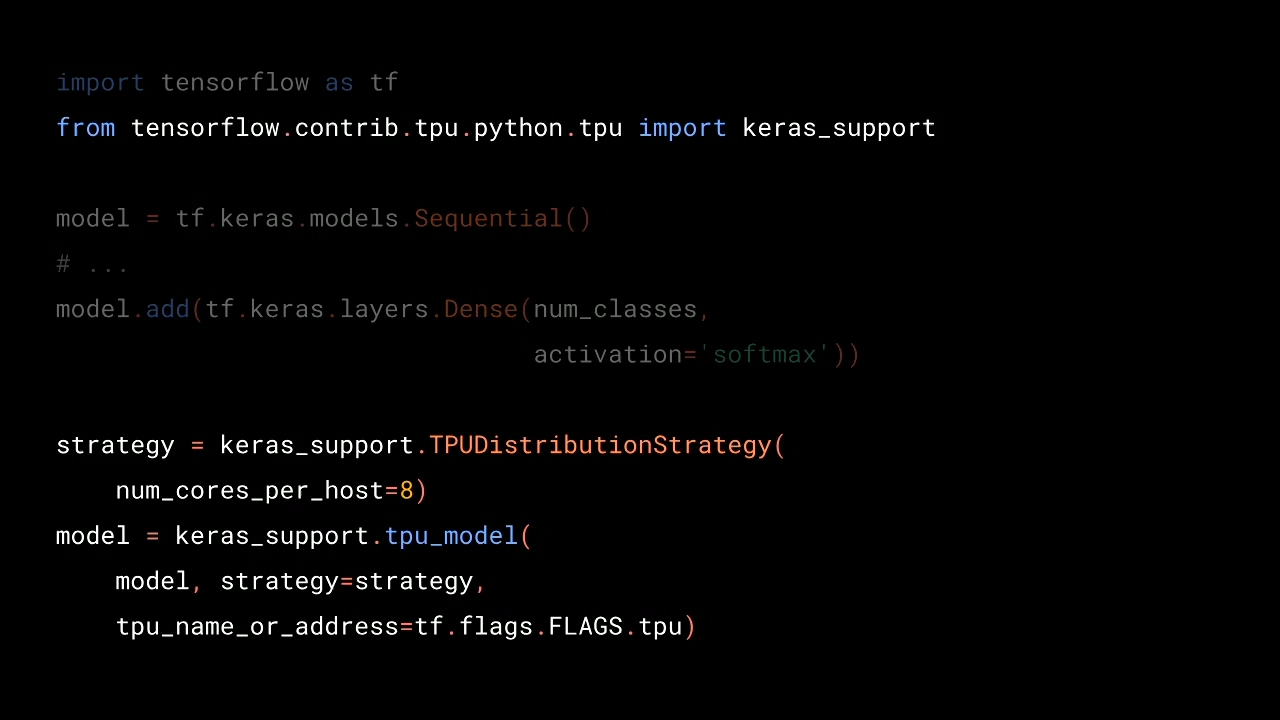 import tensorflow as tf
from tensorflow.contrib.tpu.python.tpu import keras_support
model = tf.keras.models.Sequential()
# ...
model.add(tf.keras.layers.Dense(num_classes,
activation='softmax'))
strategy = keras_support.TPUDistributionStrategy(
num_cores_per_host=8)
model = keras_support.tpu_model(
model, strategy=strategy,
tpu_name_or_address=tf.flags.FLAGS.tpu)